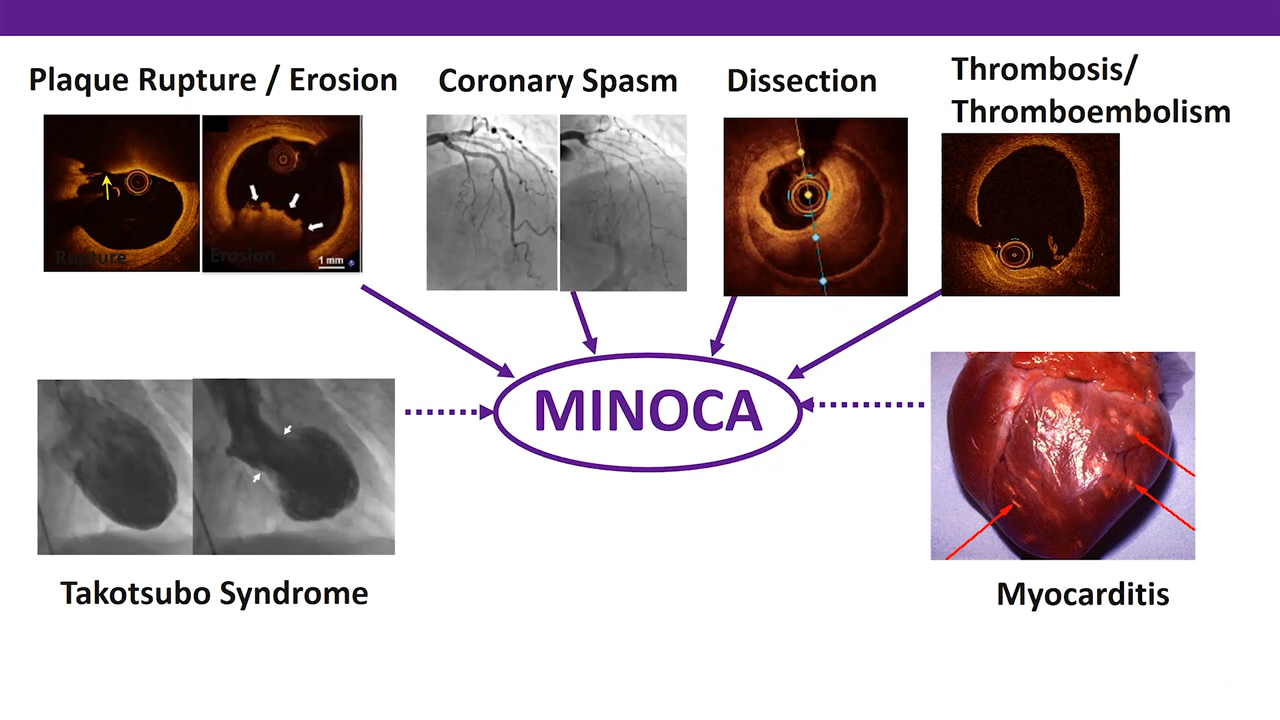 Plaque Rupture / Erosion
Coronary Spasm
Dissection
Thrombosis/
Thromboembolism
Rupture
Erosion
1 mm
MINOCA
Takotsubo Syndrome
Myocarditis